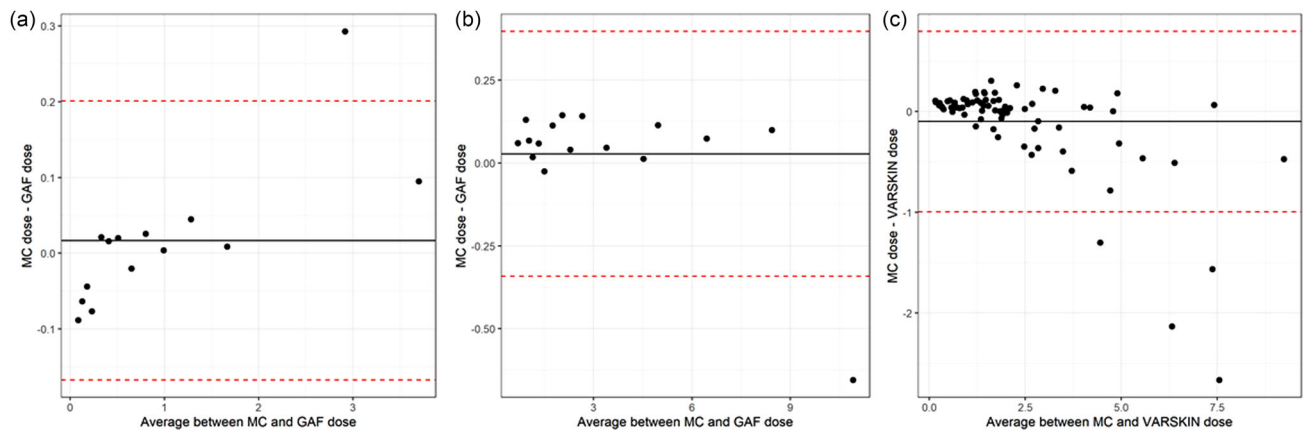 (a)
MC dose - GAF dose
0.3
0.2
0.1
0.0
-0.1
0
1
2
3
Average between MC and GAF dose
(b)
MC dose - GAF dose
0.25
0.00
-0.25
-0.50
3
6
9
Average between MC and GAF dose
(c)
MC dose - VARSKIN dose
0
-1
-2
0.0
2.5
5.0
7.5
Average between MC and VARSKIN dose